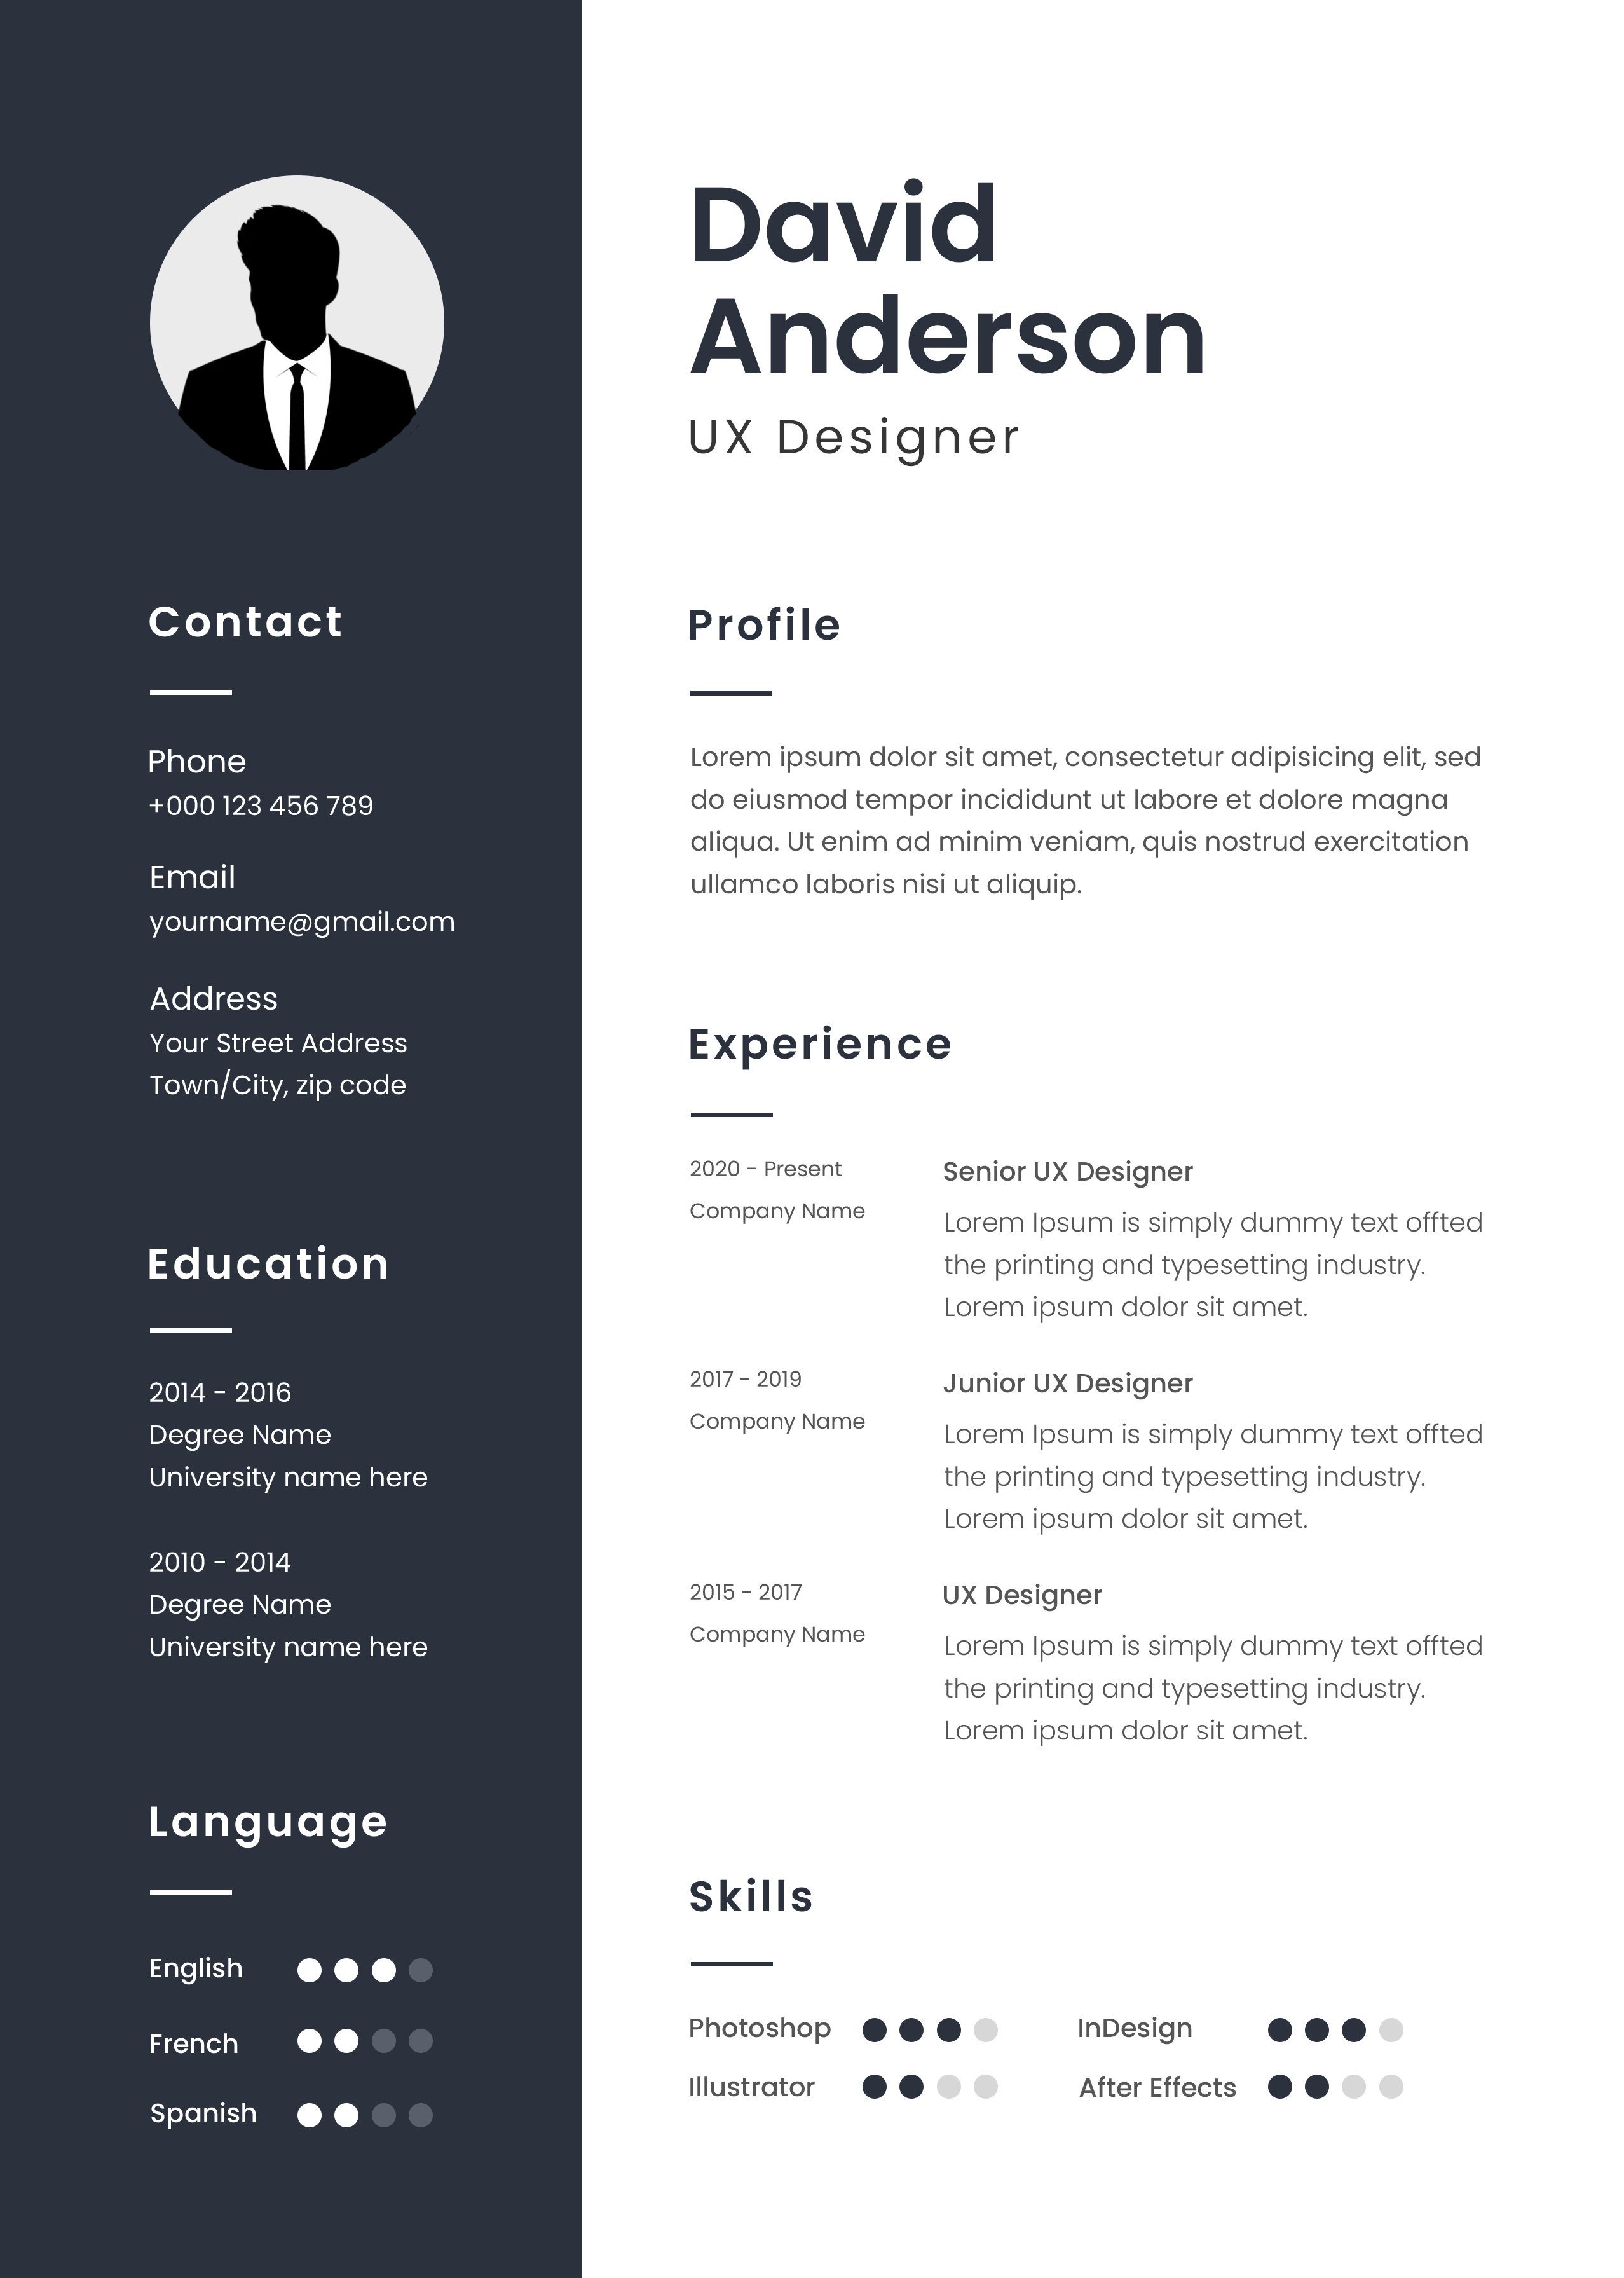 David
Anderson
UX Designer
Contact
Phone
+000 123 456 789
Email
yourname@gmail.com
Address
Your Street Address
Town/City, zip code
Education
2014 - 2016
Degree Name
University name here
2010 - 2014
Degree Name
University name here
Language
English
French
Spanish
Profile
Lorem ipsum dolor sit amet, consectetur adipisicing elit, sed
do eiusmod tempor incididunt ut labore et dolore magna
aliqua. Ut enim ad minim veniam, quis nostrud exercitation
ullamco laboris nisi ut aliquip.
Experience
2020 - Present
Company Name
Senior UX Designer
Lorem Ipsum is simply dummy text offted
the printing and typesetting industry.
Lorem ipsum dolor sit amet.
2017 - 2019
Company Name
Junior UX Designer
Lorem Ipsum is simply dummy text offted
the printing and typesetting industry.
Lorem ipsum dolor sit amet.
2015 - 2017
Company Name
UX Designer
Lorem Ipsum is simply dummy text offted
the printing and typesetting industry.
Lorem ipsum dolor sit amet.
Skills
Photoshop
InDesign
Illustrator
After Effects